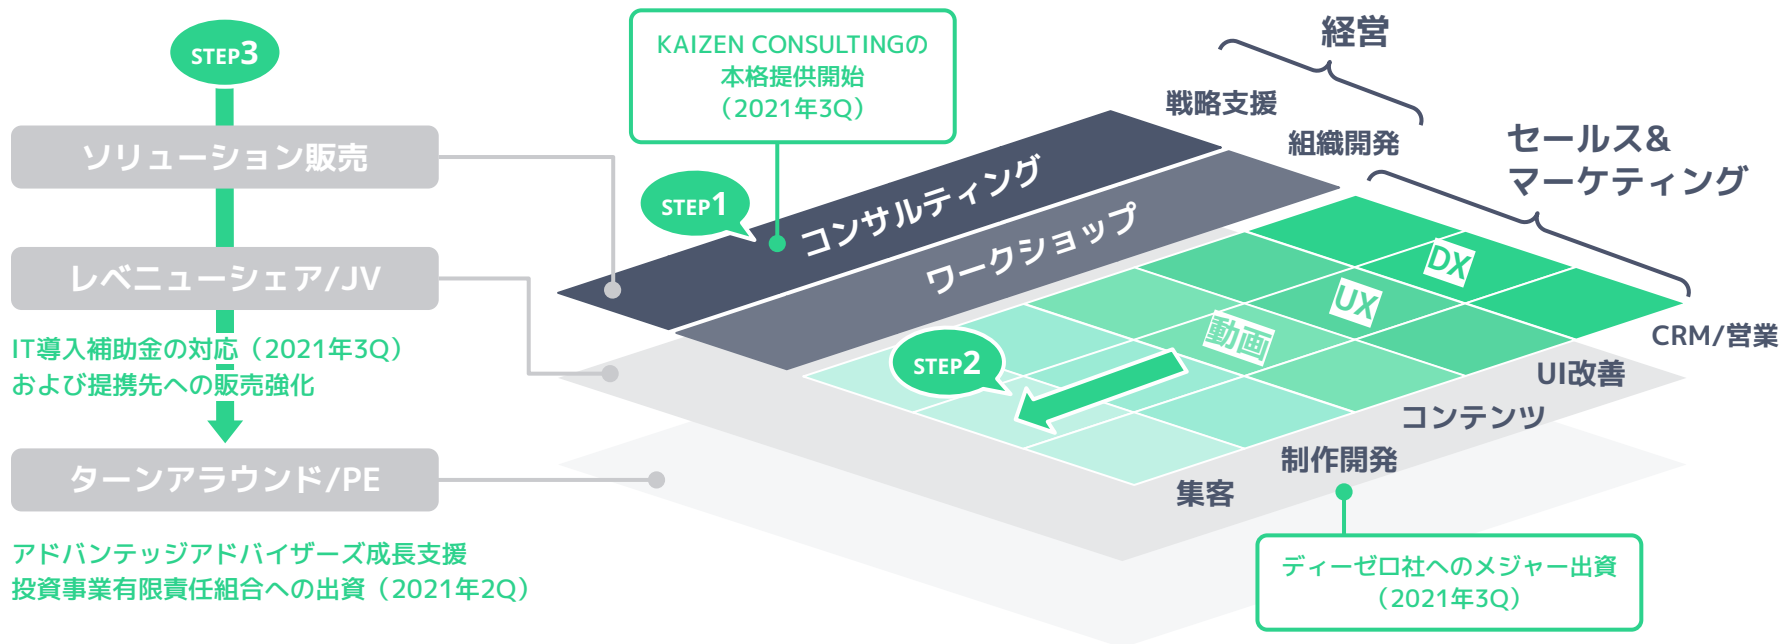 STEP3
ソリューション販売
レベニューシェア/JV
IT導入補助金の対応（2021年3Q）
および提携先への販売強化
ターンアラウンド/PE
アドバンテッジアドバイザーズ成長支援
投資事業有限責任組合への出資（2021年2Q）
KAIZEN CONSULTINGの
本格提供開始
（2021年3Q）
STEP1
コンサルティング
ワークショップ
STEP2
動画
UX
DX
経営
戦略支援
組織開発
セールス&
マーケティング
CRM/営業
UI改善
コンテンツ
制作開発
集客
ディーゼロ社へのメジャー出資
（2021年3Q）